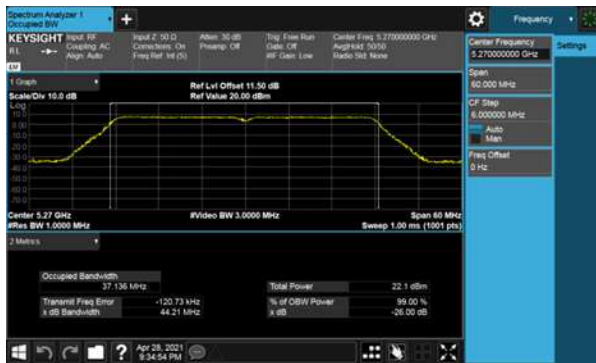 Spectrum Analyzer 1
Occupied BW
+
Frequency
KEYSIGHT
RL
Input: RF
Coupling: AC
Align: Auto
Input Z: 50 Ω
Corrections: On
Freq Ref: Int (S)
Atten: 30 dB
Preamp: Off
Trig: Free Run
Gate: Off
#IF Gain: Low
Center Freq: 5.270000000 GHz
Avg|Hold: 50/50
Radio Std: None
Center Frequency
5.270000000 GHz
Settings
Span
60.000 MHz
CF Step
6.000000 MHz
Auto
Man
Freq Offset
0 Hz
1 Graph
Scale/Div 10.0 dB
Ref Lvl Offset 11.50 dB
Ref Value 20.00 dBm
Log
10.0
0.00
-10.0
-20.0
-30.0
-40.0
-50.0
-60.0
-70.0
Center 5.27 GHz
#Res BW 1.0000 MHz
#Video BW 3.0000 MHz
Span 60 MHz
Sweep 1.00 ms (1001 pts)
2 Metrics
Occupied Bandwidth
37.136 MHz
Total Power
22.1 dBm
Transmit Freq Error
-120.73 kHz
% of OBW Power
99.00 %
x dB Bandwidth
44.21 MHz
x dB
-26.00 dB
?
Apr 28, 2021
9:34:54 PM